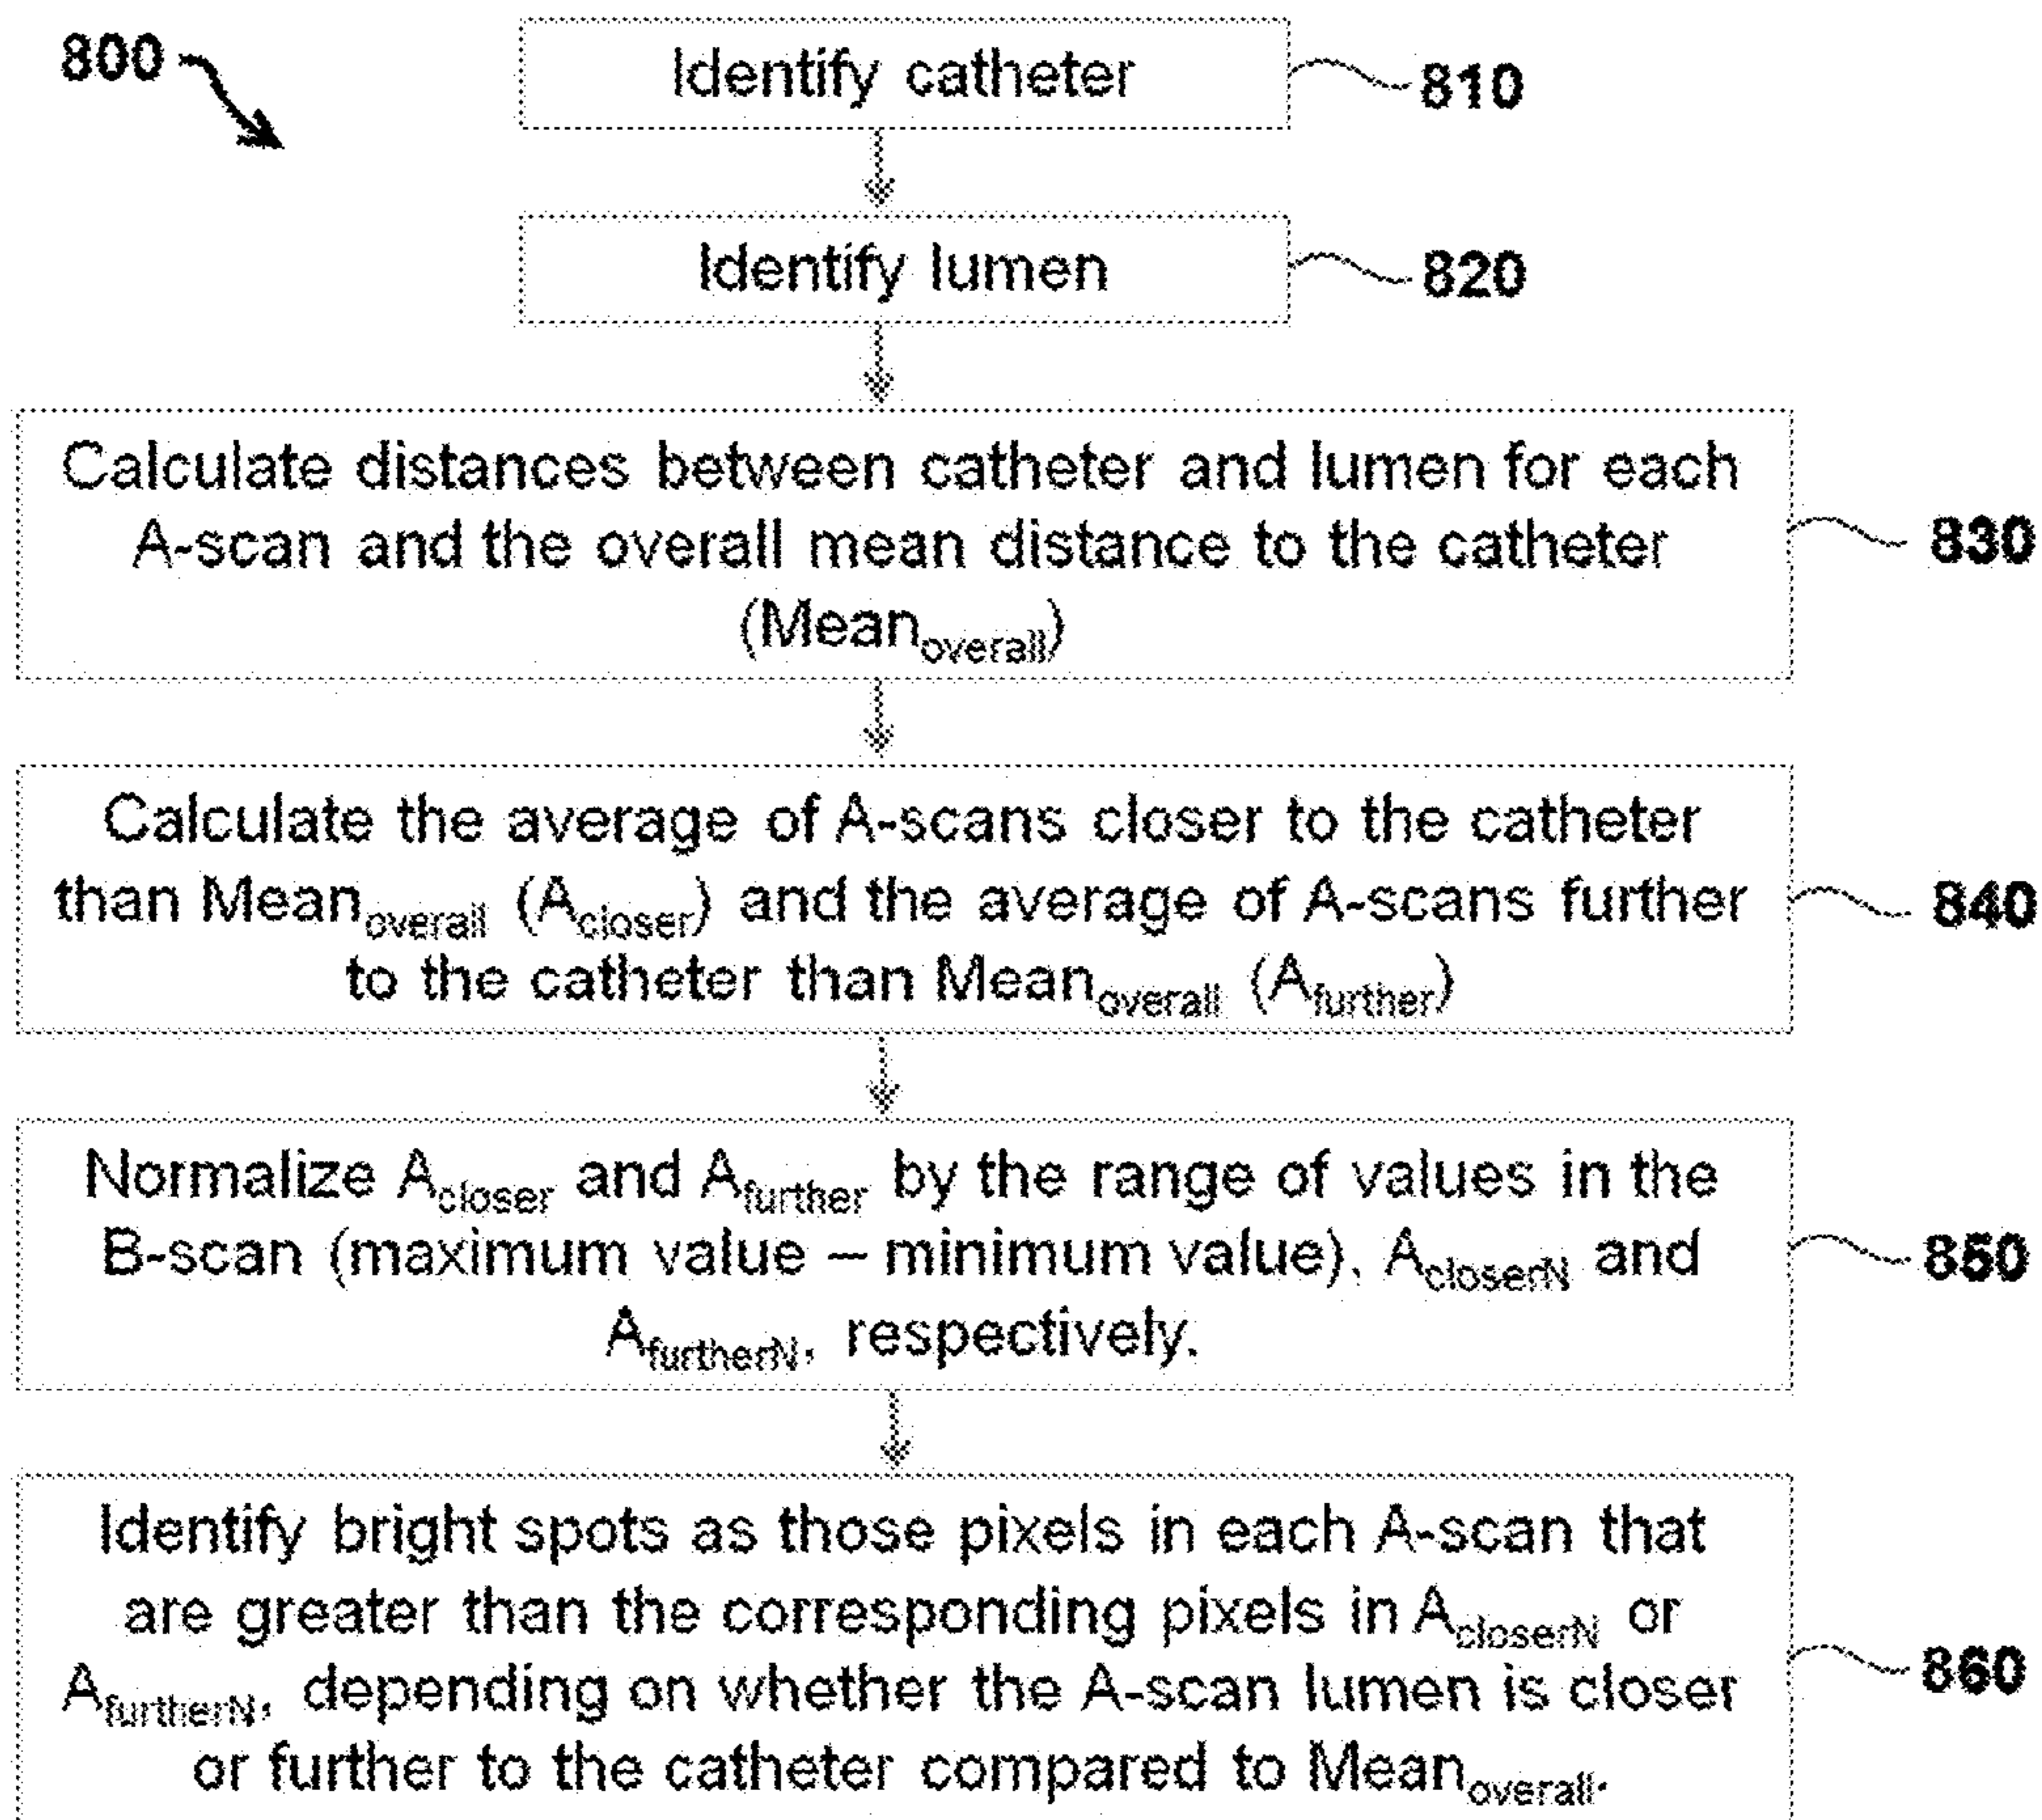 800
Identify catheter
810
Identify lumen
820
Calculate distances between catheter and lumen for each
A-scan and the overall mean distance to the catheter
(Meanoverall)
830
Calculate the average of A-scans closer to the catheter
than Meanoverall (Acloser) and the average of A-scans further
to the catheter than Meanoverall (Afurther)
840
Normalize Acloser and Afurther by the range of values in the
B-scan (maximum value – minimum value), AcloserN and
AfurtherN, respectively.
850
Identify bright spots as those pixels in each A-scan that
are greater than the corresponding pixels in AcloserN or
AfurtherN, depending on whether the A-scan lumen is closer
or further to the catheter compared to Meanoverall.
860